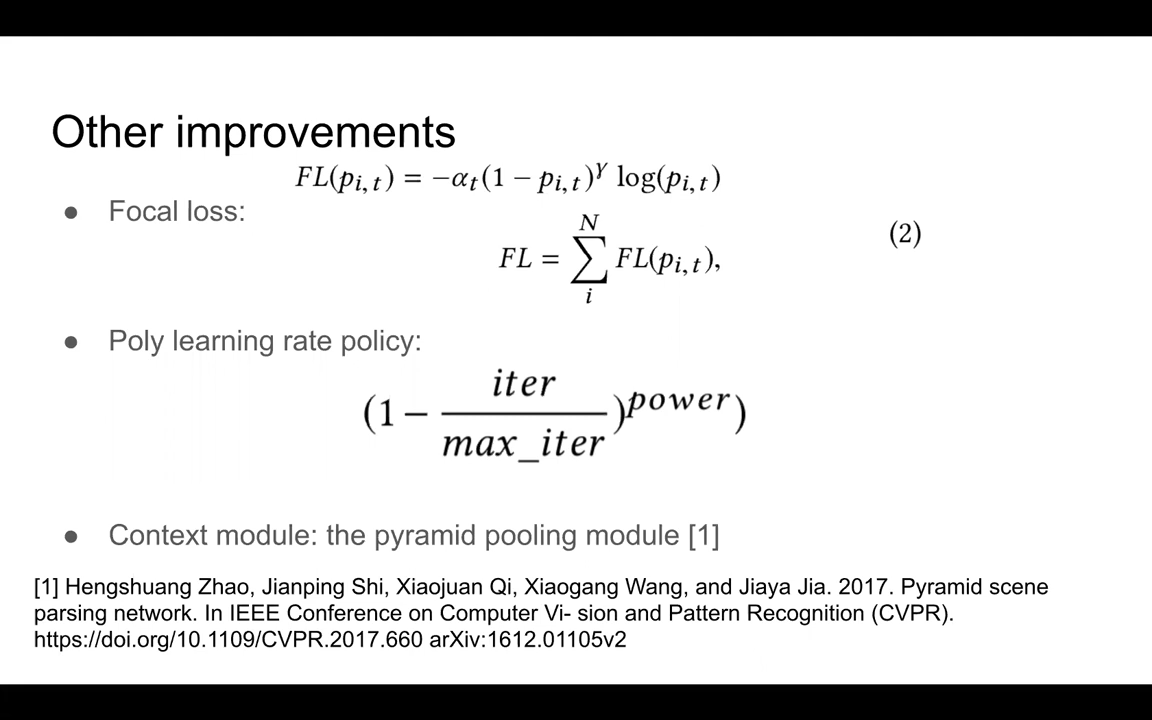 Other improvements
FL(p_{i,t}) = −α_t(1 − p_{i,t})^γ log(p_{i,t})
● Focal loss:
FL = ∑_i^N FL(p_{i,t}),
(2)
● Poly learning rate policy:
(1 − iter/max_iter)^{power})
● Context module: the pyramid pooling module [1]
[1] Hengshuang Zhao, Jianping Shi, Xiaojuan Qi, Xiaogang Wang, and Jiaya Jia. 2017. Pyramid scene
parsing network. In IEEE Conference on Computer Vi- sion and Pattern Recognition (CVPR).
https://doi.org/10.1109/CVPR.2017.660 arXiv:1612.01105v2